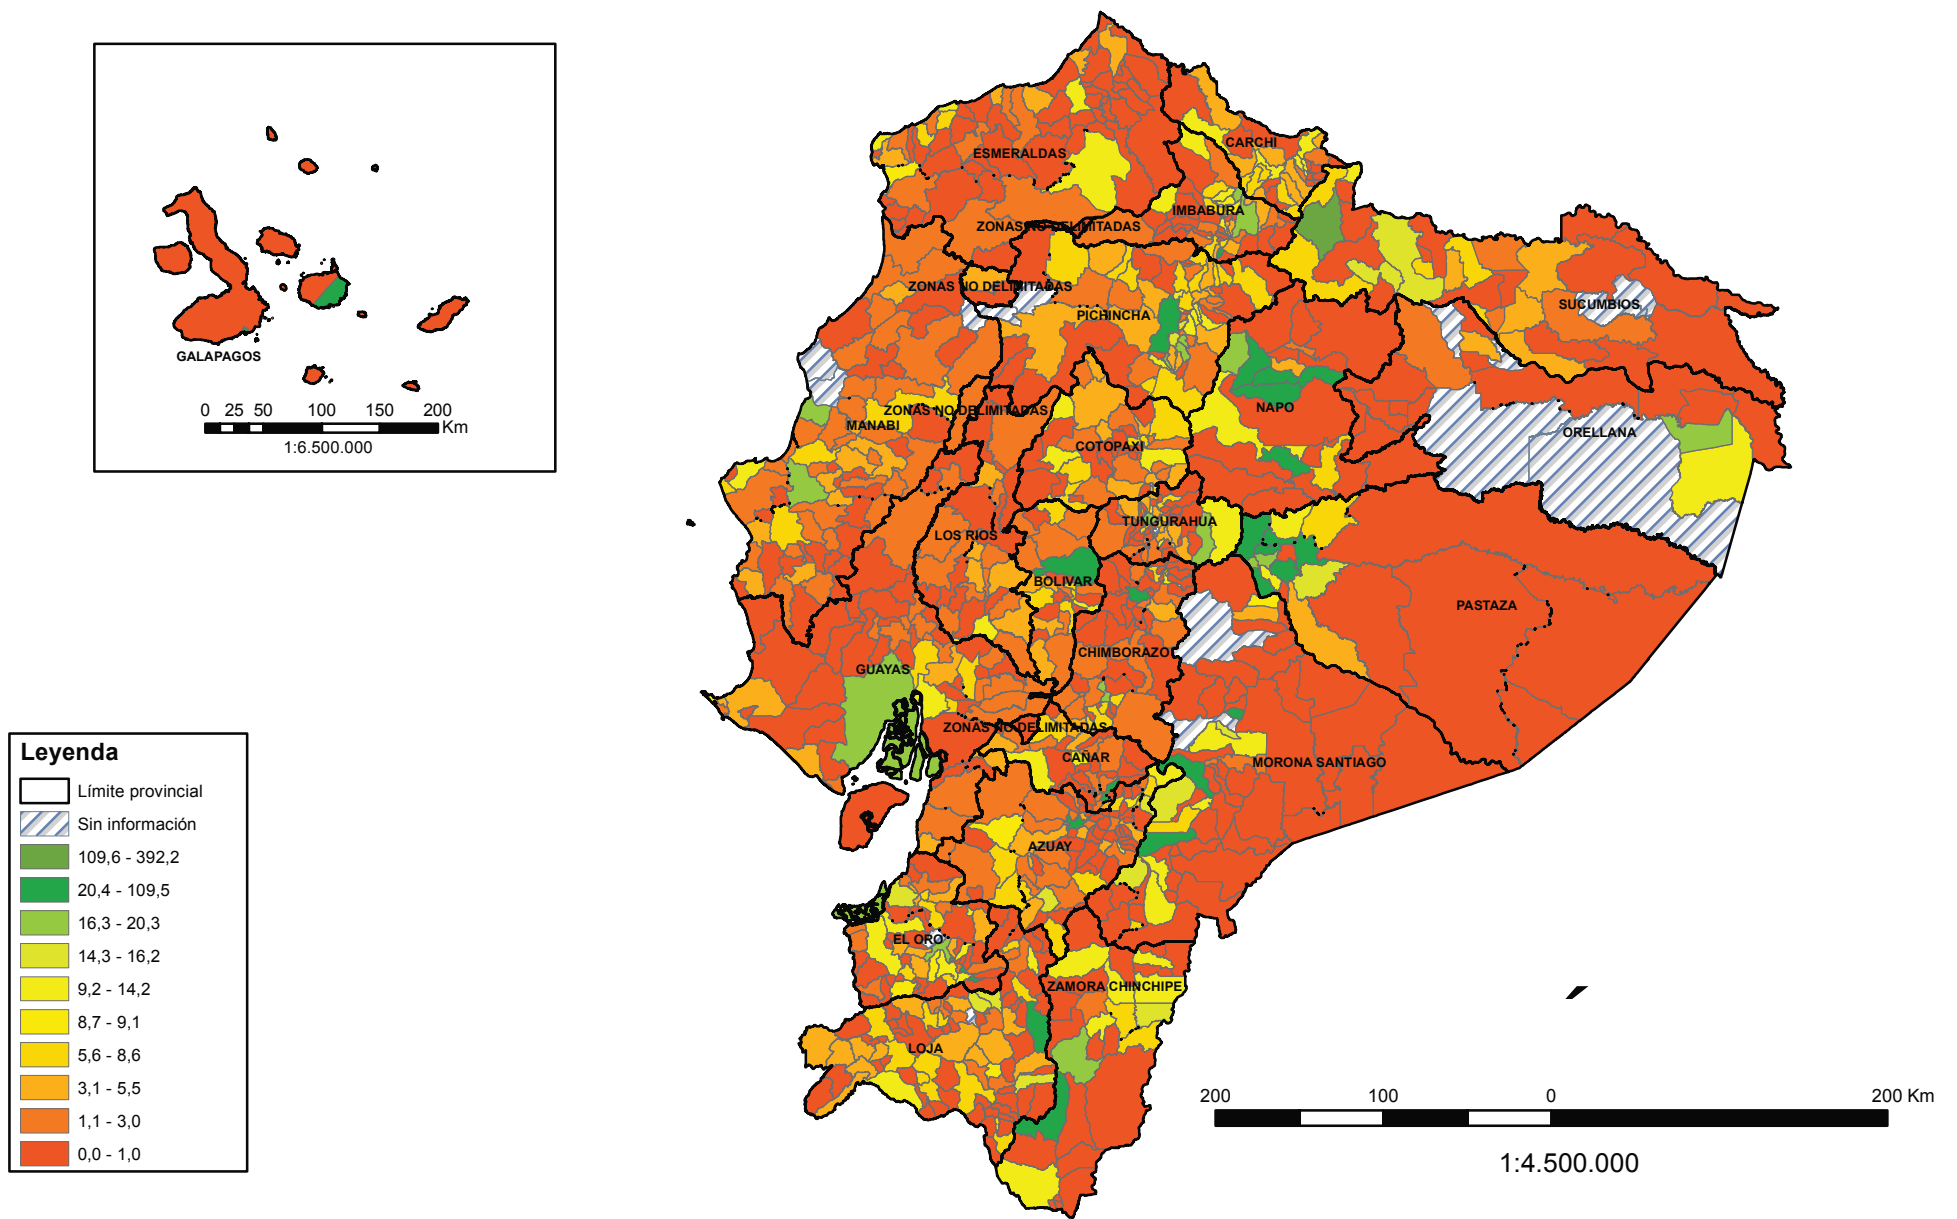 GALAPAGOS
0 25 50 100 150 200
Km
1:6.500.000
ESMERALDAS
CARCHI
IMBABURA
ZONAS NO DELIMITADAS
ZONAS NO DELIMITADAS
PICHINCHA
SUCUMBIOS
NAPO
ZONAS NO DELIMITADAS
MANABI
ORELLANA
COTOPAXI
TUNGURAHUA
LOS RIOS
BOLIVAR
PASTAZA
CHIMBORAZO
GUAYAS
ZONAS NO DELIMITADAS
CAÑAR
MORONA SANTIAGO
AZUAY
EL ORO
ZAMORA CHINCHIPE
LOJA
Leyenda
Límite provincial
Sin información
109,6 - 392,2
20,4 - 109,5
16,3 - 20,3
14,3 - 16,2
9,2 - 14,2
8,7 - 9,1
5,6 - 8,6
3,1 - 5,5
1,1 - 3,0
0,0 - 1,0
200 100 0 200 Km
1:4.500.000